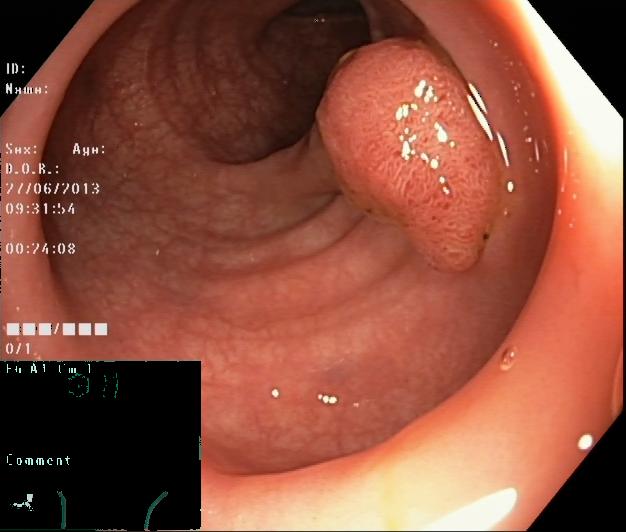 ID:
Name:
Sex: Age:
D.O.R.:
27/06/2013
09:31:54
00:24:08
■■■/■■■
0/1
Comment